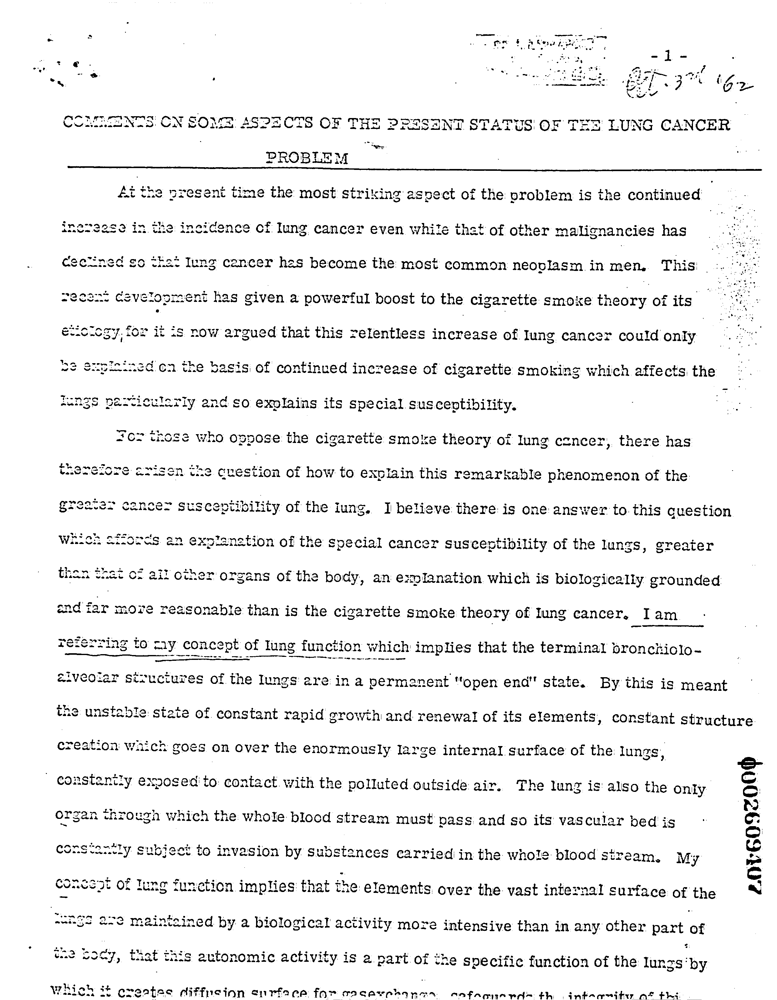 - 1 -
Oct. 3rd '62
COMMENTS ON SOME ASPECTS OF THE PRESENT STATUS OF THE LUNG CANCER
PROBLEM
At the present time the most striking aspect of the problem is the continued
increase in the incidence of lung cancer even while that of other malignancies has
declined so that lung cancer has become the most common neoplasm in men. This
recent development has given a powerful boost to the cigarette smoke theory of its
etiology, for it is now argued that this relentless increase of lung cancer could only
be explained on the basis of continued increase of cigarette smoking which affects the
lungs particularly and so explains its special susceptibility.
For those who oppose the cigarette smoke theory of lung cancer, there has
therefore arisen the question of how to explain this remarkable phenomenon of the
greater cancer susceptibility of the lung. I believe there is one answer to this question
which affords an explanation of the special cancer susceptibility of the lungs, greater
than that of all other organs of the body, an explanation which is biologically grounded
and far more reasonable than is the cigarette smoke theory of lung cancer. I am
referring to my concept of lung function which implies that the terminal bronchiolo-
alveolar structures of the lungs are in a permanent "open end" state. By this is meant
the unstable state of constant rapid growth and renewal of its elements, constant structure
creation which goes on over the enormously large internal surface of the lungs,
constantly exposed to contact with the polluted outside air. The lung is also the only
organ through which the whole blood stream must pass and so its vascular bed is
constantly subject to invasion by substances carried in the whole blood stream. My
concept of lung function implies that the elements over the vast internal surface of the
lungs are maintained by a biological activity more intensive than in any other part of
the body, that this autonomic activity is a part of the specific function of the lungs by
which it creates diffusion surface for gasexchange, safeguards the integrity of
0002609407